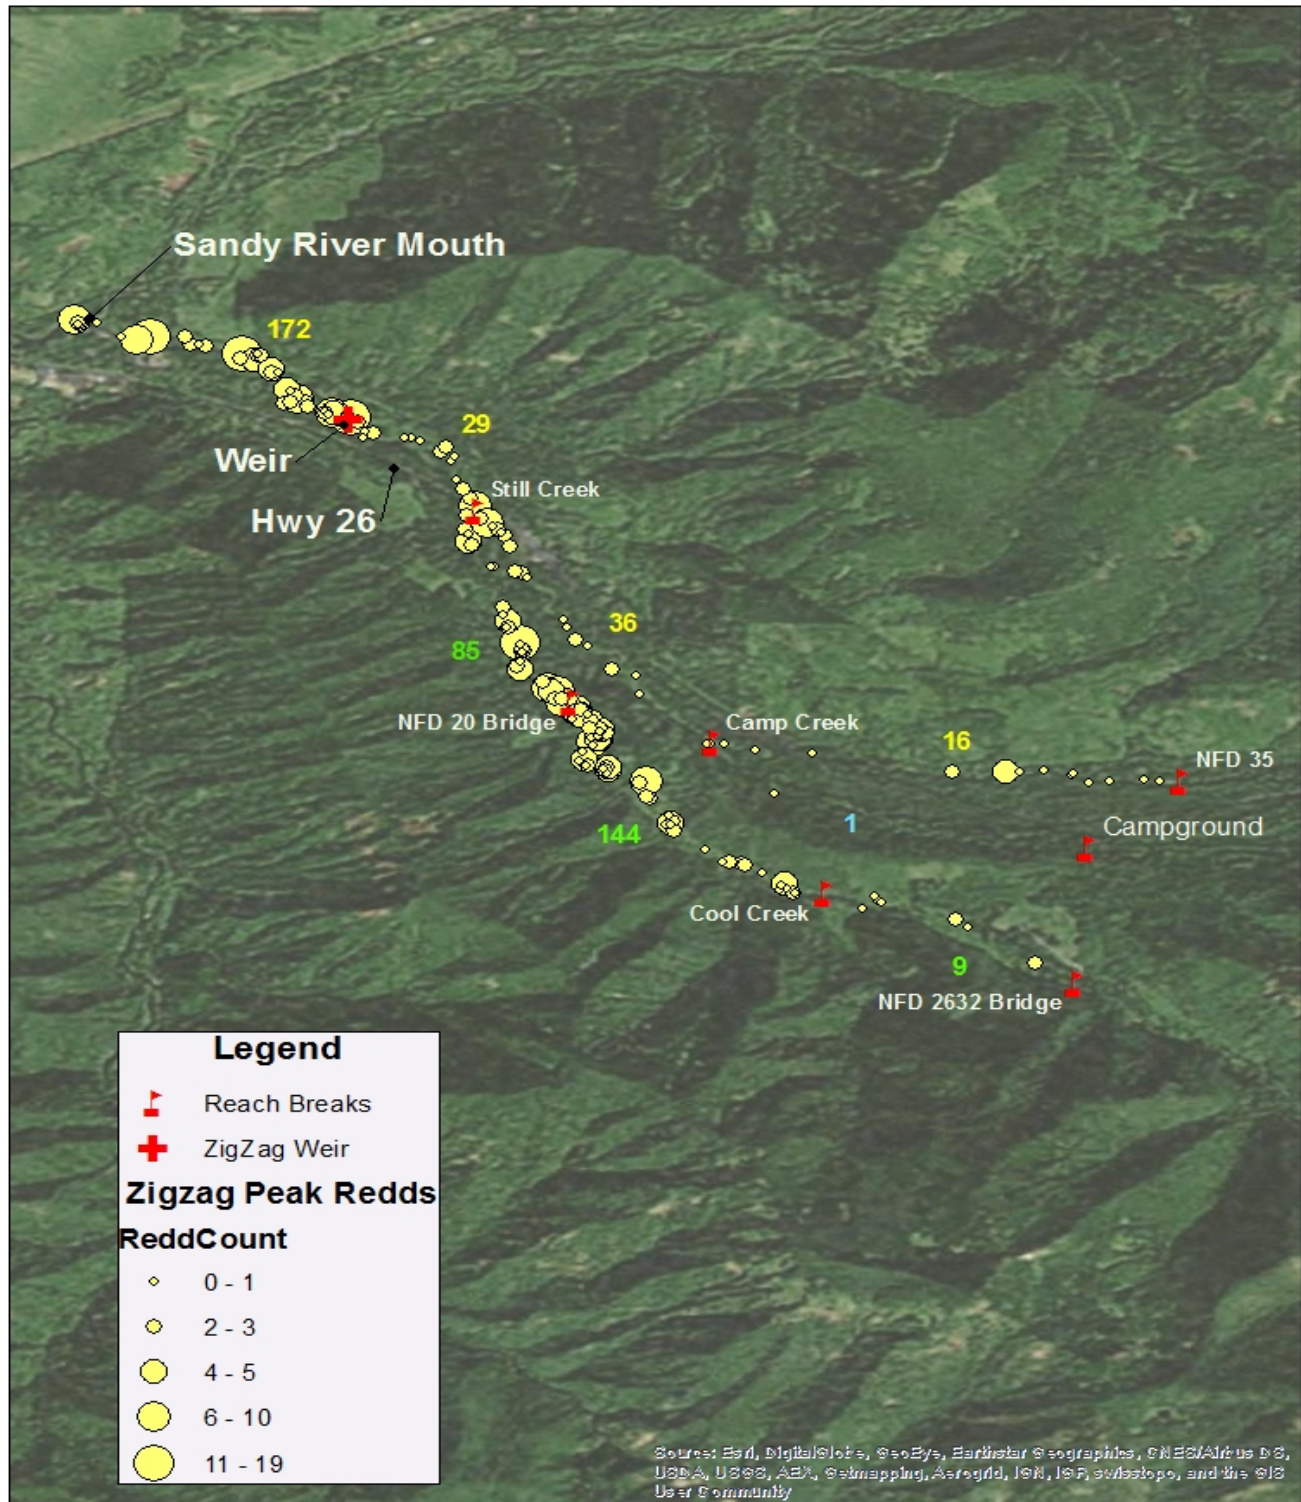 Sandy River Mouth
172
29
Weir
Still Creek
Hwy 26
36
85
NFD 20 Bridge
Camp Creek
16
NFD 35
1
Campground
144
Cool Creek
9
NFD 2632 Bridge
Legend
Reach Breaks
ZigZag Weir
Zigzag Peak Redds
ReddCount
0 - 1
2 - 3
4 - 5
6 - 10
11 - 19
Source: Esri, DigitalGlobe, GeoEye, Earthstar Geographics, CNES/Airbus DS,
USDA, USGS, AEX, Getmapping, Aerogrid, IGN, IGP, swisstopo, and the GIS
User Community